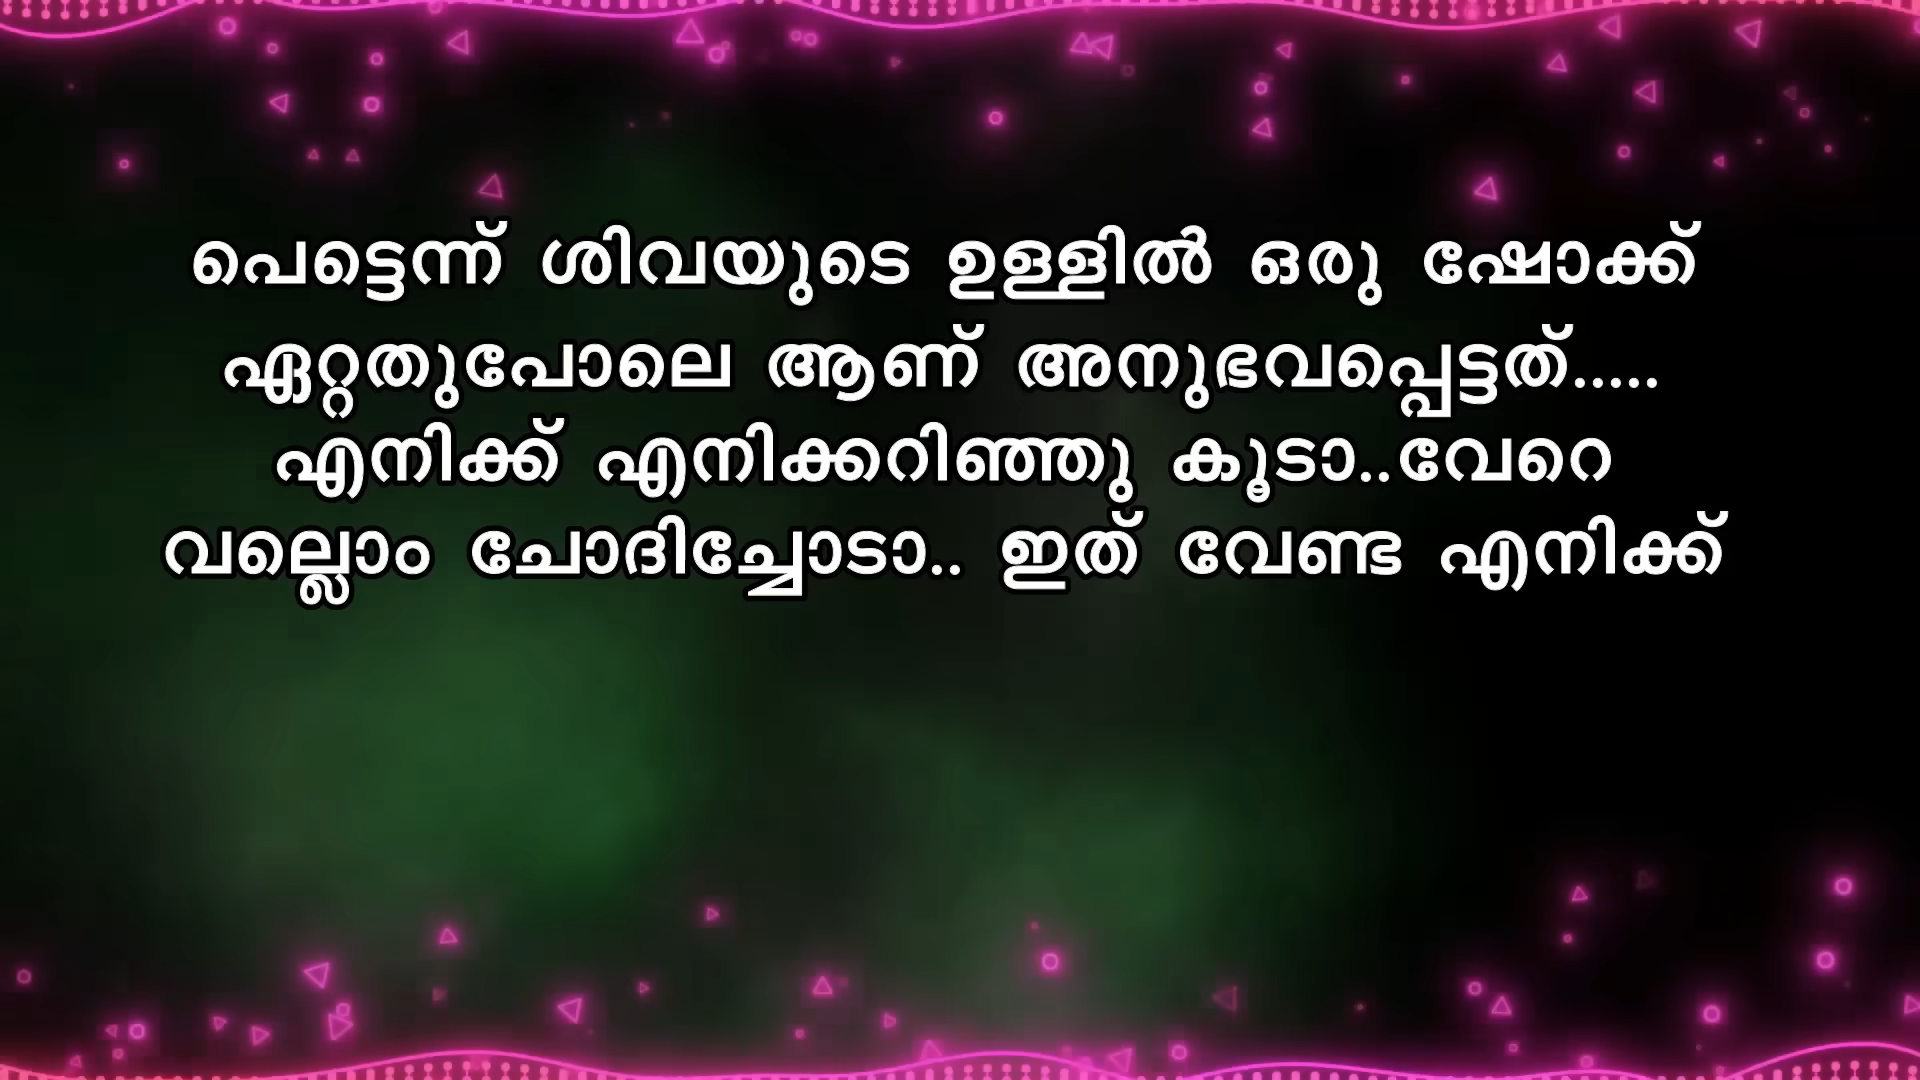 പെട്ടെന്ന് ശിവയുടെ ഉള്ളിൽ ഒരു ഷോക്ക്
ഏറ്റതുപോലെ ആണ് അനുഭവപ്പെട്ടത്.....
എനിക്ക് എനിക്കറിഞ്ഞു കൂടാ..വേറെ
വല്ലൊം ചോദിച്ചോടാ.. ഇത് വേണ്ട എനിക്ക്